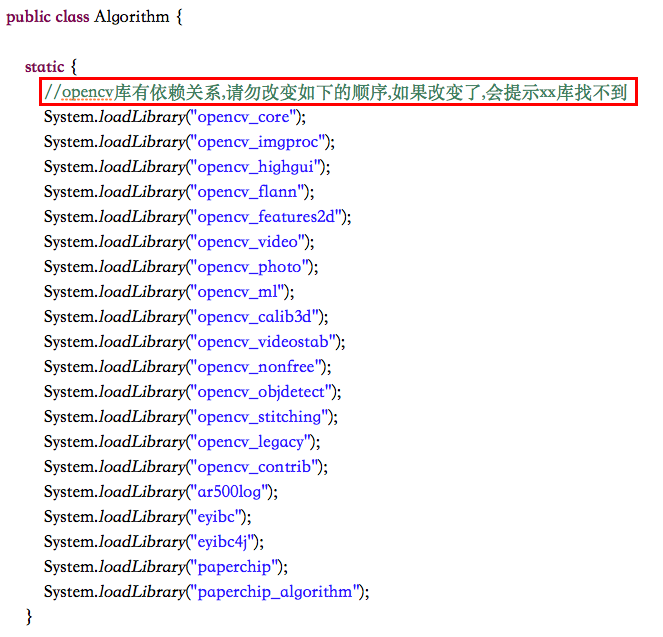 public class Algorithm {
static {
//opencv库有依赖关系,请勿改变如下的顺序,如果改变了,会提示xx库找不到
System.loadLibrary("opencv_core");
System.loadLibrary("opencv_imgproc");
System.loadLibrary("opencv_highgui");
System.loadLibrary("opencv_flann");
System.loadLibrary("opencv_features2d");
System.loadLibrary("opencv_video");
System.loadLibrary("opencv_photo");
System.loadLibrary("opencv_ml");
System.loadLibrary("opencv_calib3d");
System.loadLibrary("opencv_videostab");
System.loadLibrary("opencv_nonfree");
System.loadLibrary("opencv_objdetect");
System.loadLibrary("opencv_stitching");
System.loadLibrary("opencv_legacy");
System.loadLibrary("opencv_contrib");
System.loadLibrary("ar500log");
System.loadLibrary("eyibc");
System.loadLibrary("eyibc4j");
System.loadLibrary("paperchip");
System.loadLibrary("paperchip_algorithm");
}